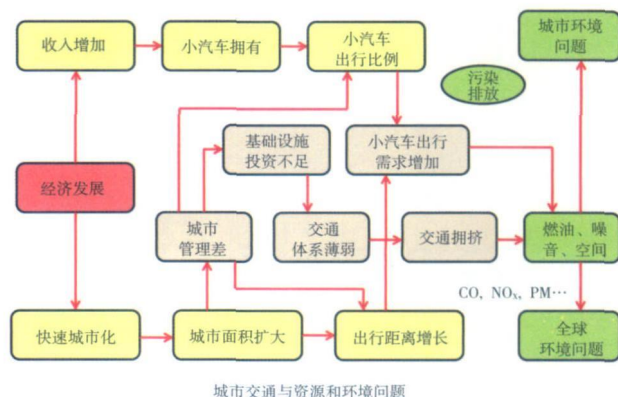 收入增加
小汽车拥有
小汽车
出行比例
城市环境
问题
污染
排放
基础设施
投资不足
小汽车出行
需求增加
经济发展
城市
管理差
交通
体系薄弱
交通拥挤
燃油、噪
音、空间
CO, NOₓ, PM…
快速城市化
城市面积扩大
出行距离增长
全球
环境问题
城市交通与资源和环境问题